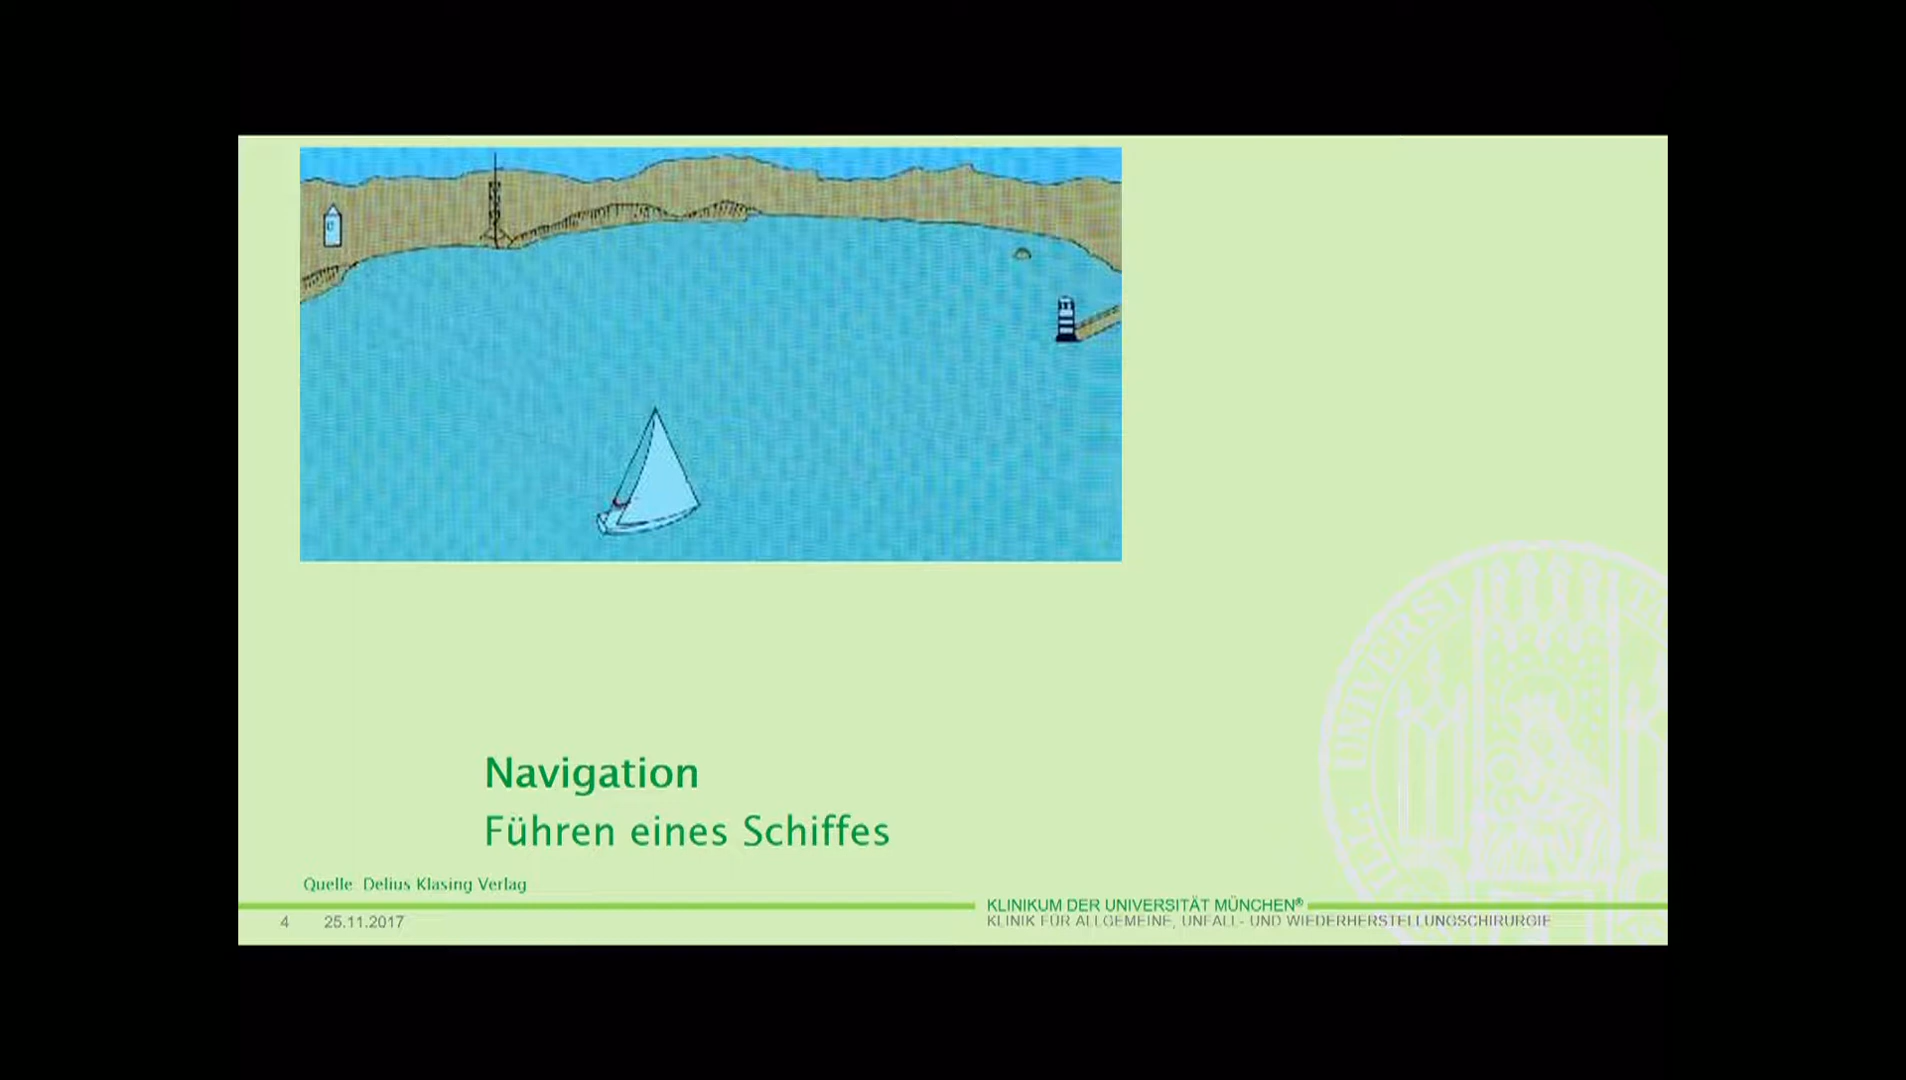 Navigation
Führen eines Schiffes
Quelle: Delius Klasing Verlag
KLINIKUM DER UNIVERSITÄT MÜNCHEN®
4 25.11.2017
KLINIK FÜR ALLGEMEINE, UNFALL- UND WIEDERHERSTELLUNGSCHIRURGIE
UNIVERSITA